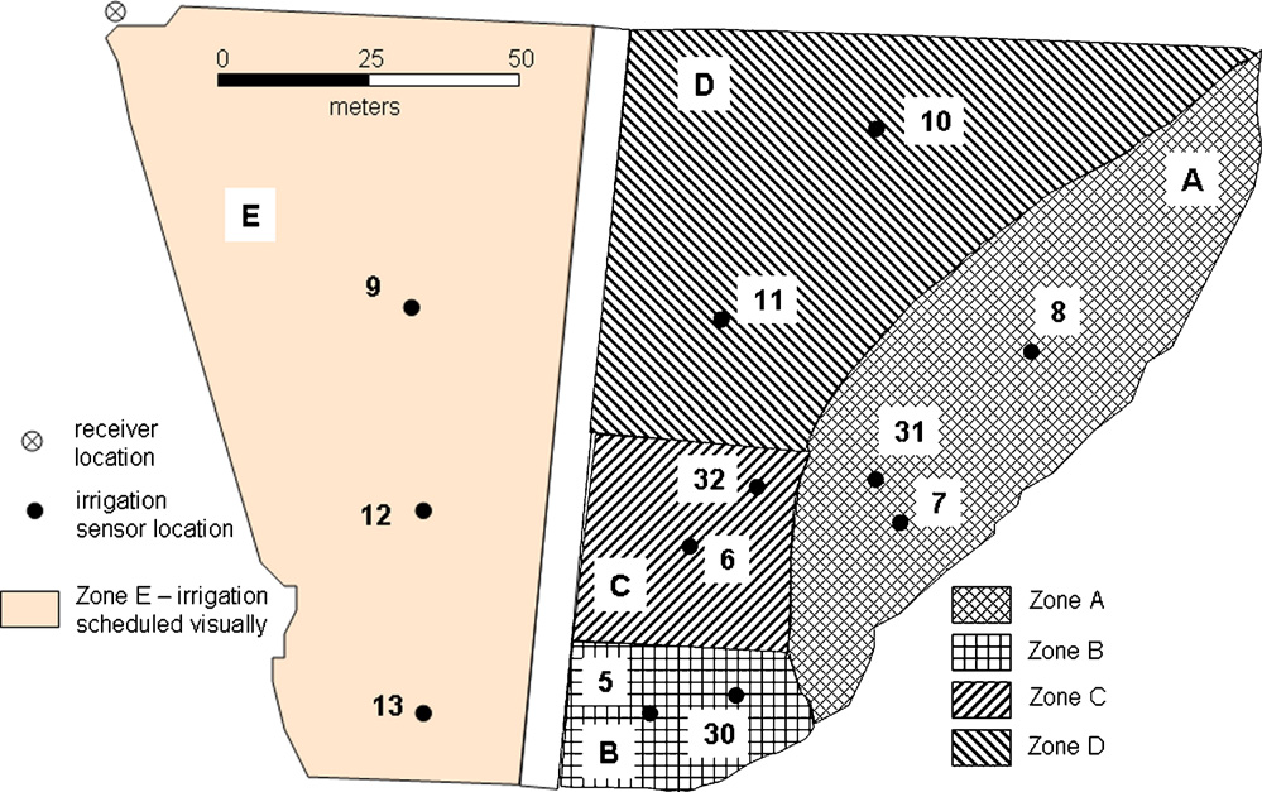 0 25 50
meters
D
10
A
E
9
11
8
31
32
7
12
6
C
5
13
30
B
receiver
location
irrigation
sensor location
Zone E – irrigation
scheduled visually
Zone A
Zone B
Zone C
Zone D